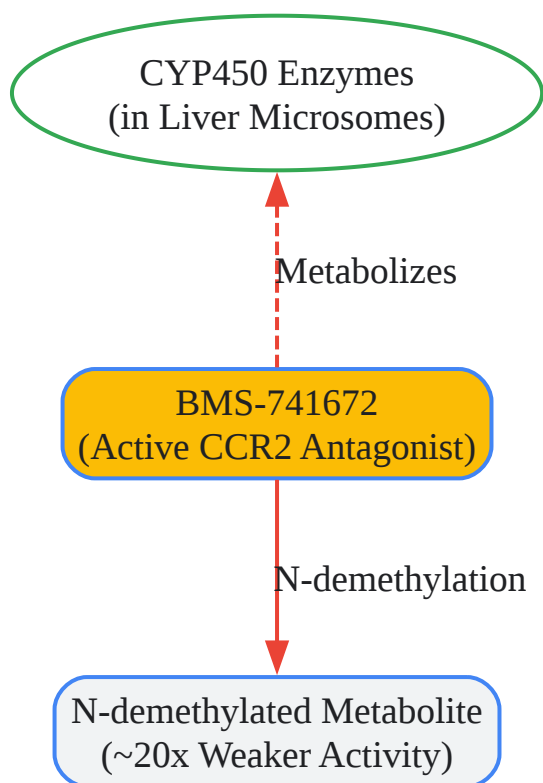 CYP450 Enzymes
(in Liver Microsomes)
Metabolizes
BMS-741672
(Active CCR2 Antagonist)
N-demethylation
N-demethylated Metabolite
(~20x Weaker Activity)